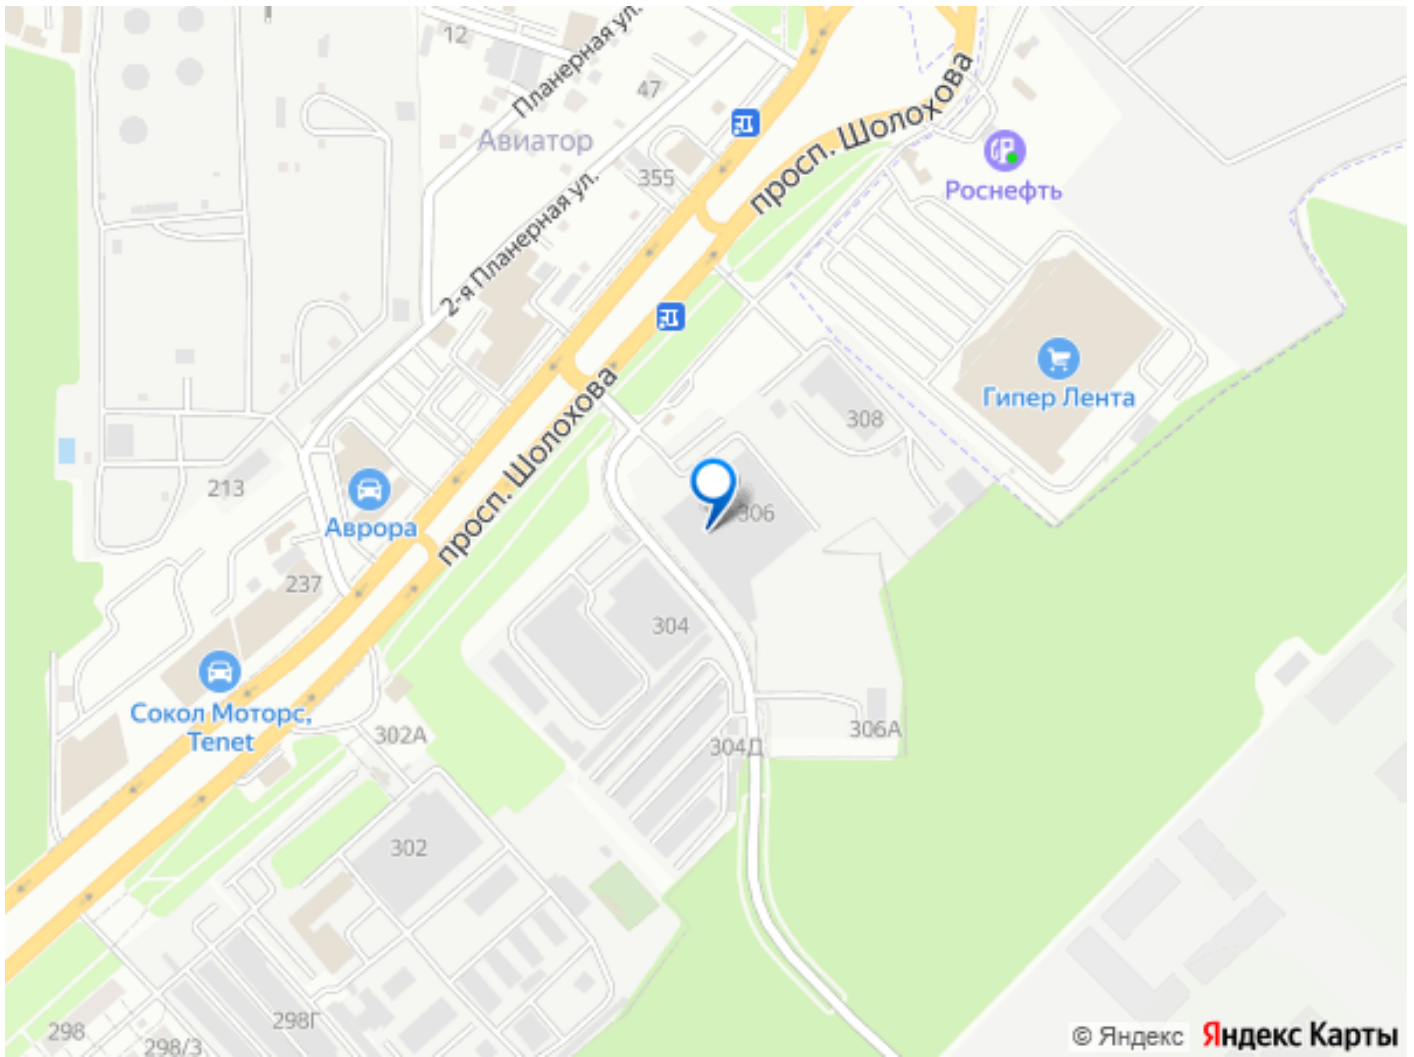 12
Планерная ул.
47
Авиатор
просп. Шолохова
355
Роснефть
2-я Планерная ул.
Гипер Лента
308
просп. Шолохова
213
Аврора
306
237
304
Сокол Моторс,
Tenet
302А
304Д
306А
302
298Г
298
298/3
© Яндекс
Яндекс Карты